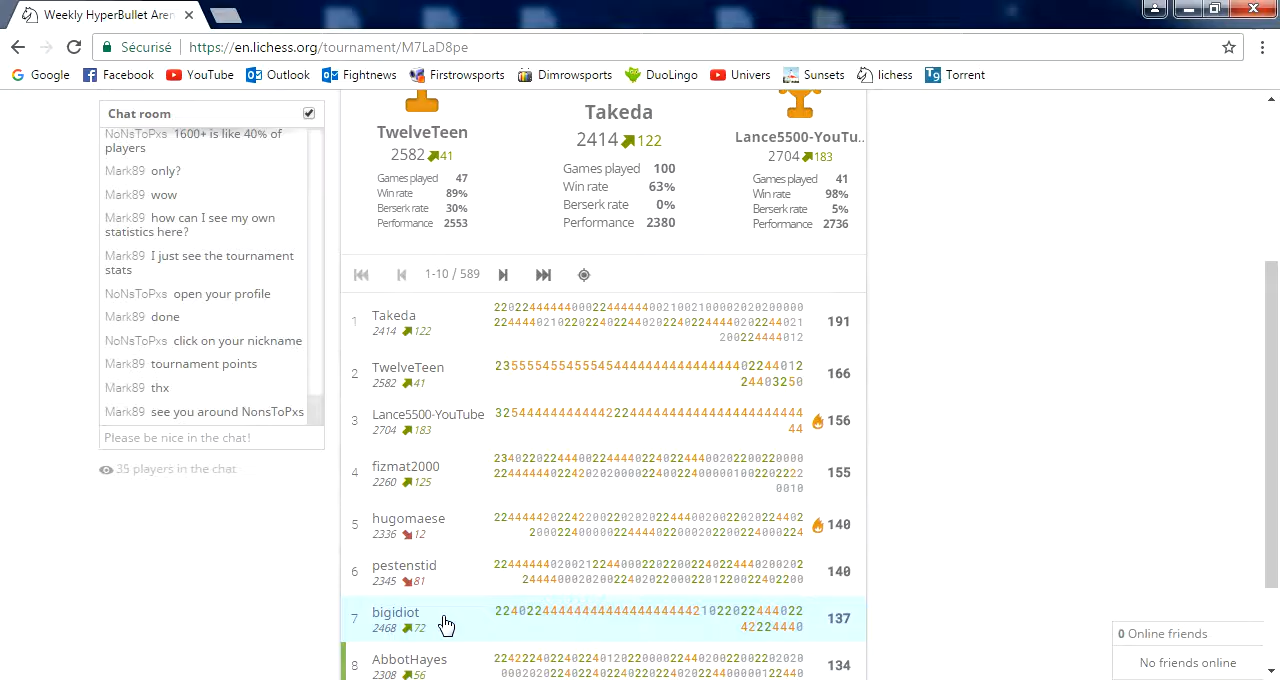 Weekly HyperBullet Aren
Sécurisé https://en.lichess.org/tournament/M7LaD8pe
Google Facebook YouTube Outlook Fightnews Firstrowsports Dimrowsports DuoLingo Univers Sunsets lichess Torrent
Chat room
NoNsToPxs 1600+ is like 40% of
players
Mark89 only?
Mark89 wow
Mark89 how can I see my own
statistics here?
Mark89 I just see the tournament
stats
NoNsToPxs open your profile
Mark89 done
NoNsToPxs click on your nickname
Mark89 tournament points
Mark89 thx
Mark89 see you around NonsToPxs
Please be nice in the chat!
35 players in the chat
TwelveTeen
2582 41
Games played 47
Win rate 89%
Berserk rate 30%
Performance 2553
Takeda
2414 122
Games played 100
Win rate 63%
Berserk rate 0%
Performance 2380
Lance5500-YouTu..
2704 183
Games played 41
Win rate 98%
Berserk rate 5%
Performance 2736
1-10 / 589
1 Takeda 191
2414 122
2 TwelveTeen 166
2582 41
3 Lance5500-YouTube 156
2704 183
4 fizmat2000 155
2260 125
5 hugomaese 140
2336 12
6 pestenstid 140
2345 81
7 bigidiot 137
2468 72
8 AbbotHayes 134
2308 56
0 Online friends
No friends online